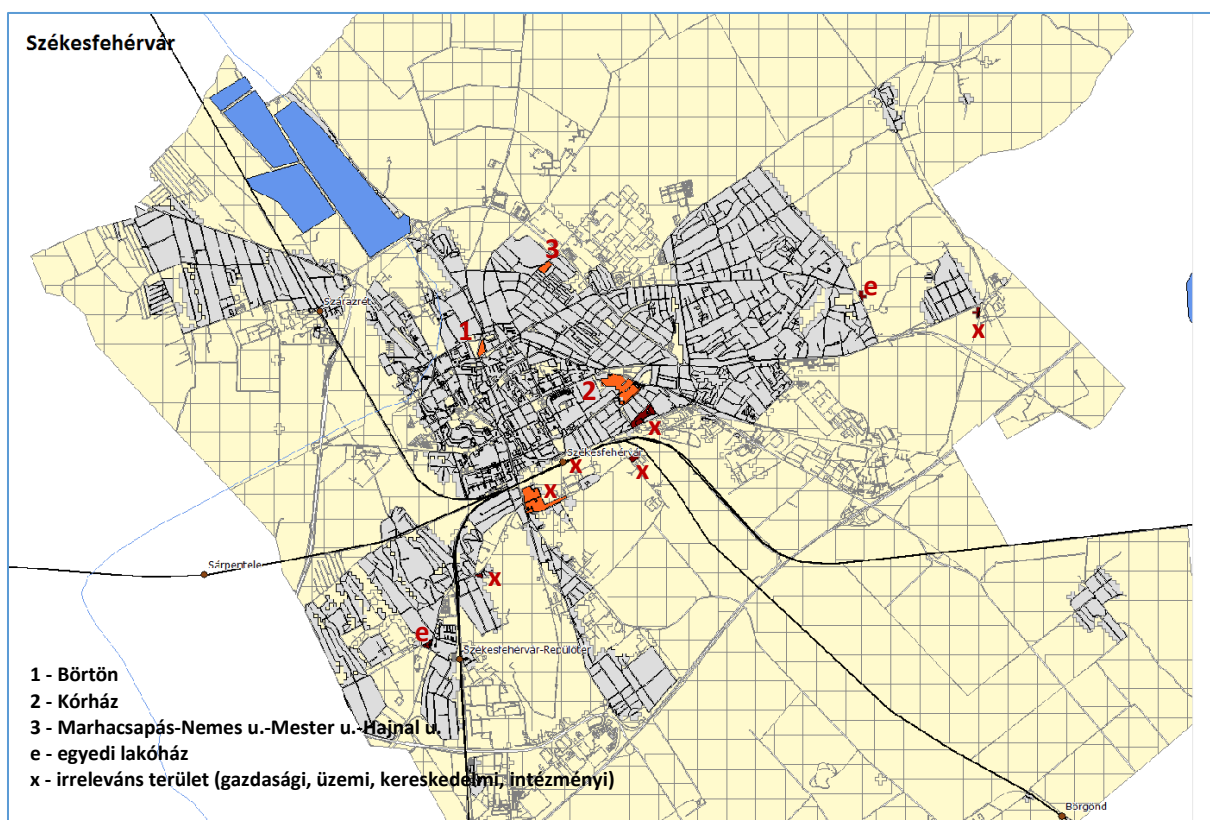 Székesfehérvár
3
e
Szárazrét
x
1
2
x
Székesfehérvár
x
x
x
Sárpentele
x
e
Székesfehérvár-Repülőtér
1 - Börtön
2 - Kórház
3 - Marhacsapás-Nemes u.-Mester u.-Hajnal u.
e - egyedi lakóház
x - irreleváns terület (gazdasági, üzemi, kereskedelmi, intézményi)
Börgönd